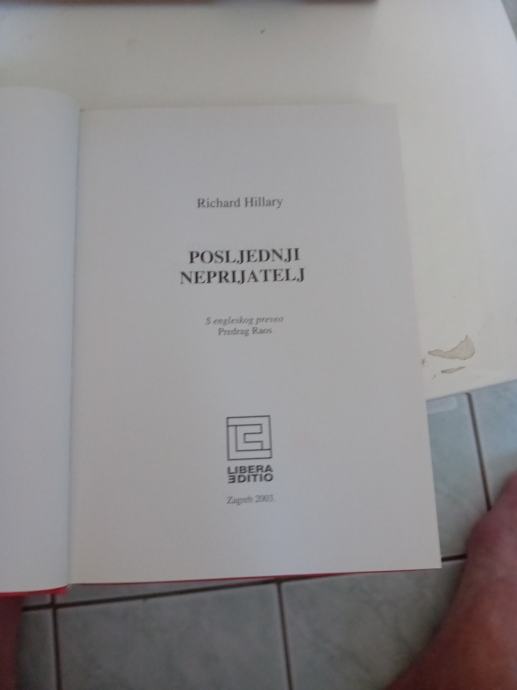 Richard Hillary
POSLJEDNJI
NEPRIJATELJ
S engleskog preveo
Predrag Raos
LIBERA
EDITIO
Zagreb 2003.